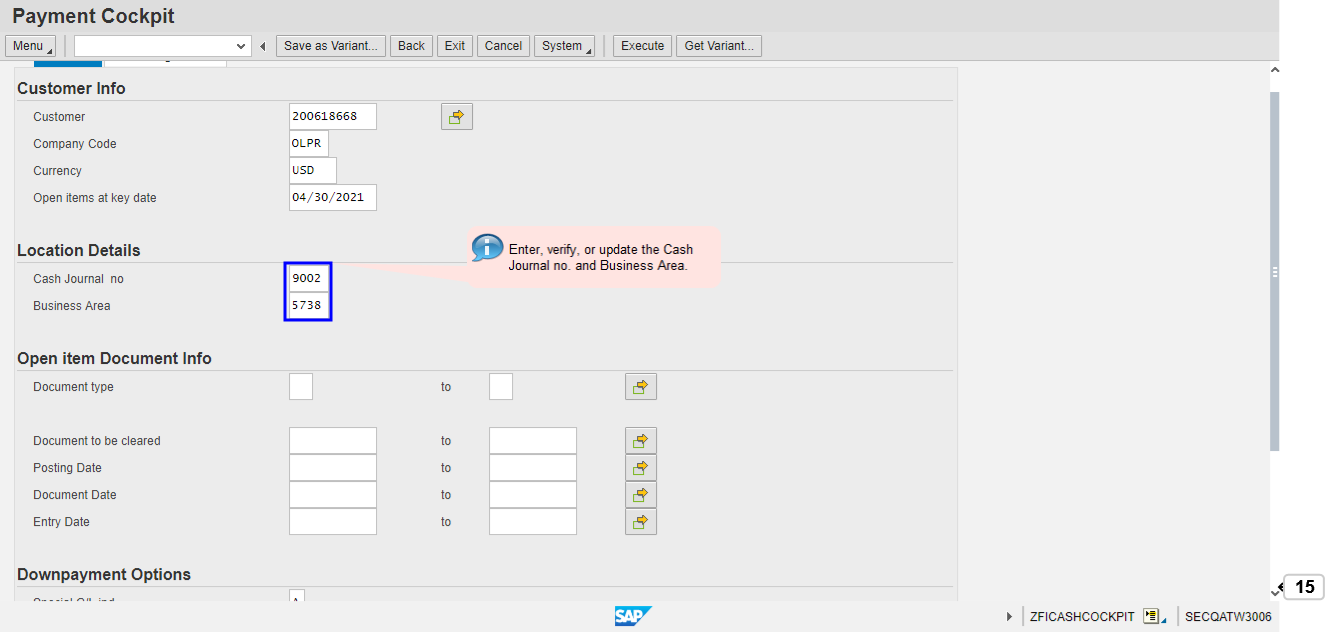 Payment Cockpit
Menu Save as Variant... Back Exit Cancel System Execute Get Variant...
Customer Info
Customer 200618668
Company Code OLPR
Currency USD
Open items at key date 04/30/2021
Location Details
Enter, verify, or update the Cash
Journal no. and Business Area.
Cash Journal no 9002
Business Area 5738
Open item Document Info
Document type to
Document to be cleared to
Posting Date to
Document Date to
Entry Date to
Downpayment Options
15
SAP ZFICASHCOCKPIT SECQATW3006